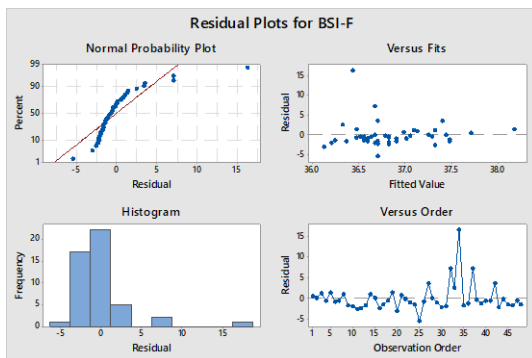 Residual Plots for BSI-F
Normal Probability Plot
99
90
50
10
1
Percent
-5 0 5 10 15
Residual
Versus Fits
15
10
5
0
-5
Residual
36.0 36.5 37.0 37.5 38.0
Fitted Value
Histogram
20
15
10
5
0
Frequency
-5 0 5 10 15
Residual
Versus Order
15
10
5
0
-5
Residual
1 5 10 15 20 25 30 35 40 45
Observation Order